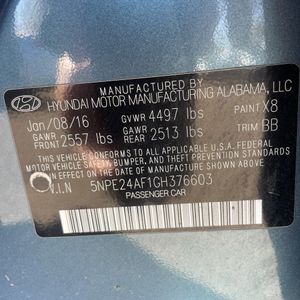 MANUFACTURED BY
HYUNDAI MOTOR MANUFACTURING ALABAMA, LLC
Jan/08/16 GVWR 4497 lbs PAINT X8
GAWR FRONT 2557 lbs GAWR REAR 2513 lbs TRIM BB
THIS VEHICLE CONFORMS TO ALL APPLICABLE U.S.A. FEDERAL
MOTOR VEHICLE SAFETY, BUMPER, AND THEFT PREVENTION
STANDARDS IN EFFECT ON THE DATE OF MANUFACTURE SHOWN ABOVE.
V.I.N 5NPE24AF1GH376603
PASSENGER CAR